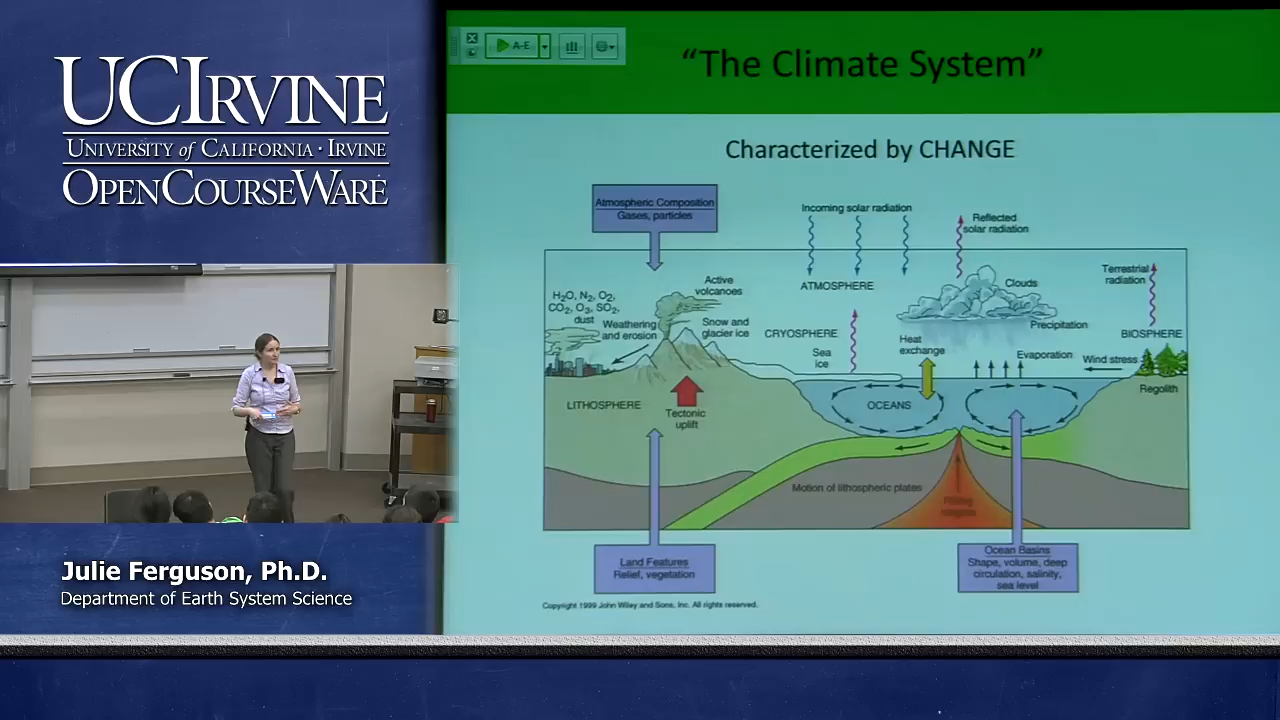 UCIRVINE
UNIVERSITY of CALIFORNIA · IRVINE
OPENCOURSEWARE
Julie Ferguson, Ph.D.
Department of Earth System Science
A-E
“The Climate System”
Characterized by CHANGE
Atmospheric Composition
Gases, particles
Incoming solar radiation
Reflected
solar radiation
H₂O, N₂, O₂,
CO₂, O₃, SO₂,
dust
Active
volcanoes
ATMOSPHERE
Clouds
Terrestrial
radiation
Weathering
and erosion
Snow and
glacier ice
CRYOSPHERE
Precipitation
BIOSPHERE
Sea
ice
Heat
exchange
Evaporation
Wind stress
Regolith
LITHOSPHERE
Tectonic
uplift
OCEANS
Motion of lithospheric plates
Rising
magma
Land Features
Relief, vegetation
Ocean Basins
Shape, volume, deep
circulation, salinity,
sea level
Copyright 1999 John Wiley and Sons, Inc. All rights reserved.